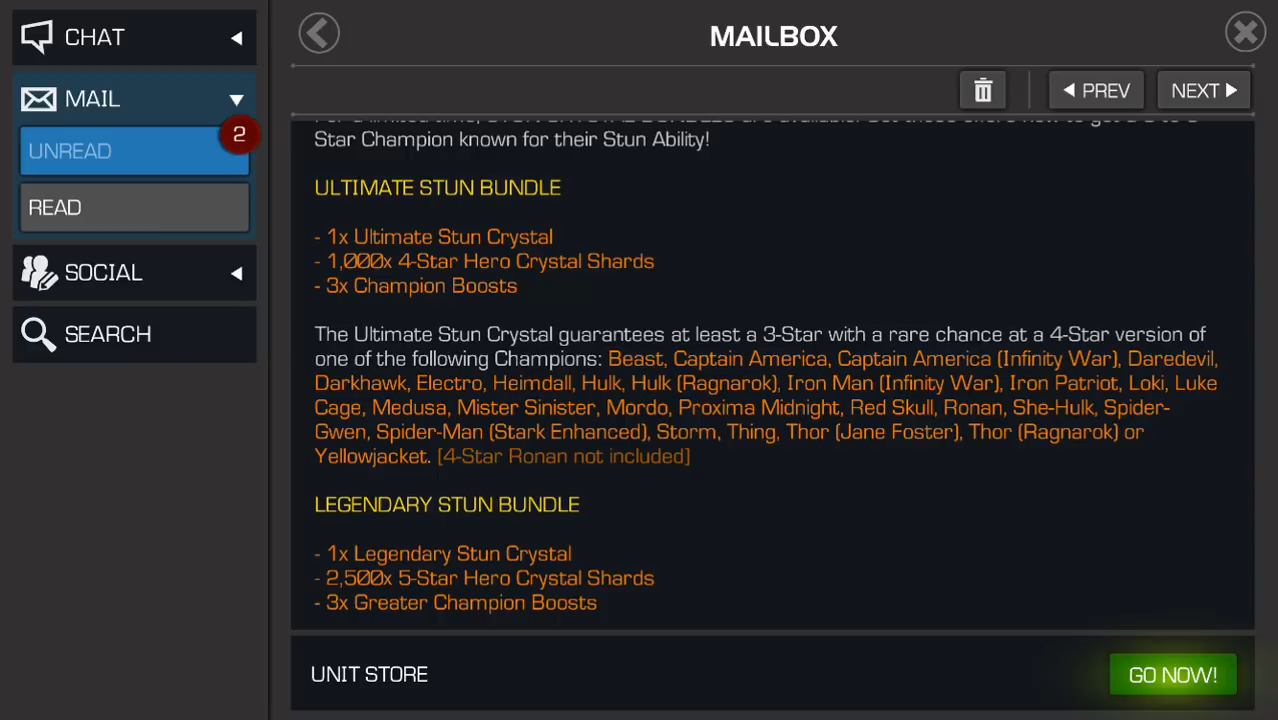 CHAT
MAILBOX
MAIL
PREV
NEXT
2
UNREAD
READ
SOCIAL
SEARCH
Star Champion known for their Stun Ability!
ULTIMATE STUN BUNDLE
- 1x Ultimate Stun Crystal
- 1,000x 4-Star Hero Crystal Shards
- 3x Champion Boosts
The Ultimate Stun Crystal guarantees at least a 3-Star with a rare chance at a 4-Star version of
one of the following Champions: Beast, Captain America, Captain America (Infinity War), Daredevil,
Darkhawk, Electro, Heimdall, Hulk, Hulk (Ragnarok), Iron Man (Infinity War), Iron Patriot, Loki, Luke
Cage, Medusa, Mister Sinister, Mordo, Proxima Midnight, Red Skull, Ronan, She-Hulk, Spider-
Gwen, Spider-Man (Stark Enhanced), Storm, Thing, Thor (Jane Foster), Thor (Ragnarok) or
Yellowjacket. [4-Star Ronan not included]
LEGENDARY STUN BUNDLE
- 1x Legendary Stun Crystal
- 2,500x 5-Star Hero Crystal Shards
- 3x Greater Champion Boosts
UNIT STORE
GO NOW!